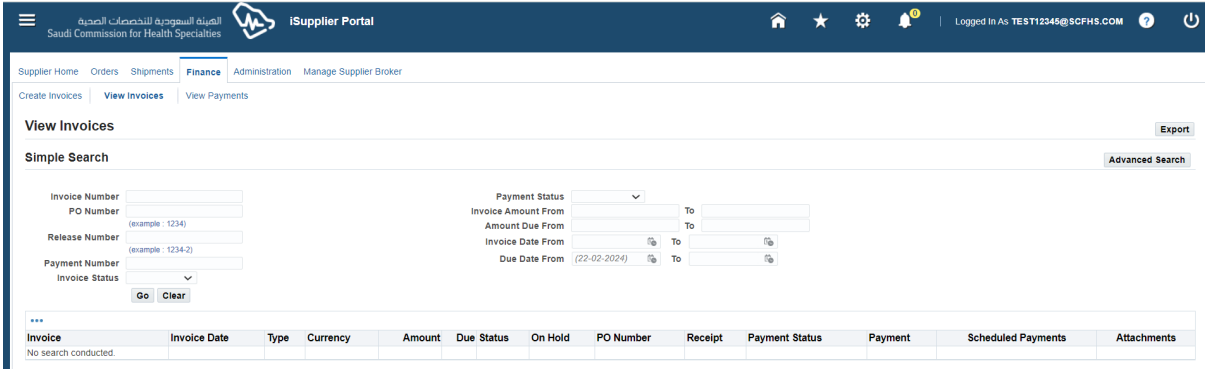 الهيئة السعودية للتخصصات الصحية
Saudi Commission for Health Specialties
iSupplier Portal
0
Logged In As TEST12345@SCFHS.COM
?
Supplier Home Orders Shipments Finance Administration Manage Supplier Broker
Create Invoices View Invoices View Payments
View Invoices
Export
Simple Search
Advanced Search
Invoice Number
PO Number
(example : 1234)
Release Number
(example : 1234-2)
Payment Number
Invoice Status
Go Clear
Payment Status
Invoice Amount From To
Amount Due From To
Invoice Date From To
Due Date From (22-02-2024) To
Invoice Invoice Date Type Currency Amount Due Status On Hold PO Number Receipt Payment Status Payment Scheduled Payments Attachments
No search conducted.